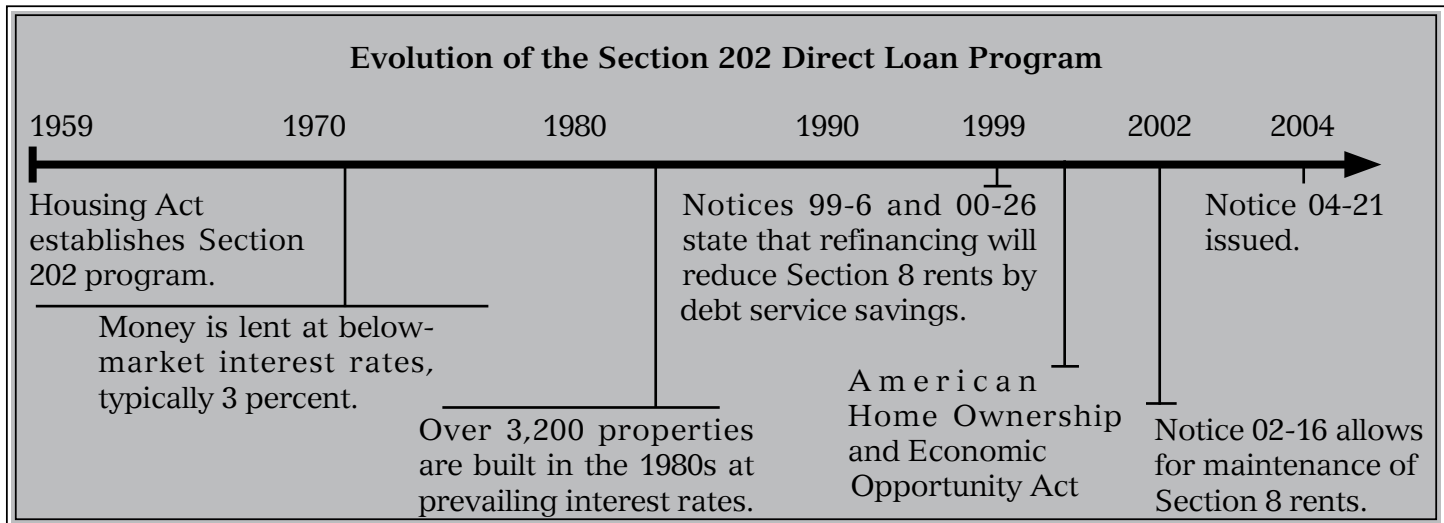 Evolution of the Section 202 Direct Loan Program
1959 1970 1980 1990 1999 2002 2004
Housing Act
establishes Section
202 program.
Money is lent at below-
market interest rates,
typically 3 percent.
Over 3,200 properties
are built in the 1980s at
prevailing interest rates.
Notices 99-6 and 00-26
state that refinancing will
reduce Section 8 rents by
debt service savings.
American
Home Ownership
and Economic
Opportunity Act
Notice 02-16 allows
for maintenance of
Section 8 rents.
Notice 04-21
issued.